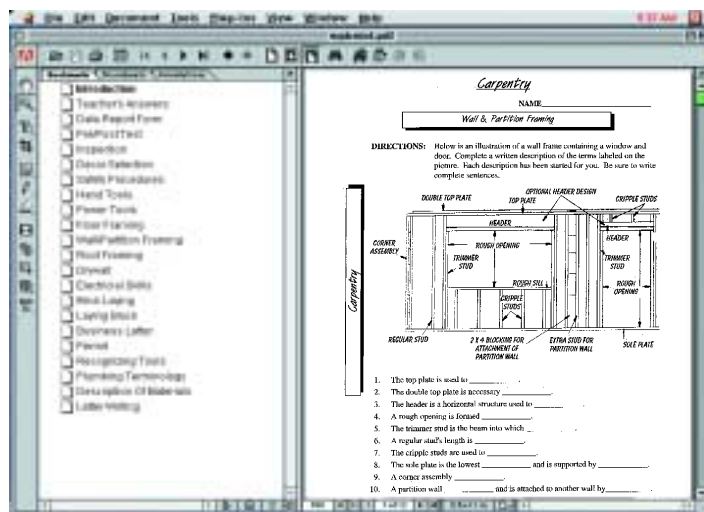 File Edit Document Tools Plug-ins View Window Help
Introduction
Teacher's Answers
Data Report Form
Pre/Post Test
Inspection
Decor Selection
Safety Procedures
Hand Tools
Power Tools
Floor Framing
Wall/Partition Framing
Roof Framing
Drywall
Electrical Skills
Brick Laying
Laying Block
Business Letter
Permit
Recognizing Tools
Plumbing Terminology
Description Of Materials
Letter Writing
Carpentry
NAME
Wall & Partition Framing
DIRECTIONS: Below is an illustration of a wall frame containing a window and
door. Complete a written description of the terms labeled on the
picture. Each description has been started for you. Be sure to write
complete sentences.
Carpentry
DOUBLE TOP PLATE
TOP PLATE
OPTIONAL HEADER DESIGN
CRIPPLE STUDS
HEADER
HEADER
CORNER
ASSEMBLY
ROUGH OPENING
TRIMMER
STUD
TRIMMER
STUD
ROUGH SILL
ROUGH
OPENING
CRIPPLE
STUDS
REGULAR STUD
2 X 4 BLOCKING FOR
ATTACHMENT OF
PARTITION WALL
EXTRA STUD FOR
PARTITION WALL
SOLE PLATE
1. The top plate is used to
2. The double top plate is necessary
3. The header is a horizontal structure used to
4. A rough opening is formed
5. The trimmer stud is the beam into which
6. A regular stud's length is
7. The cripple studs are used to
8. The sole plate is the lowest and is supported by
9. A corner assembly
10. A partition wall and is attached to another wall by